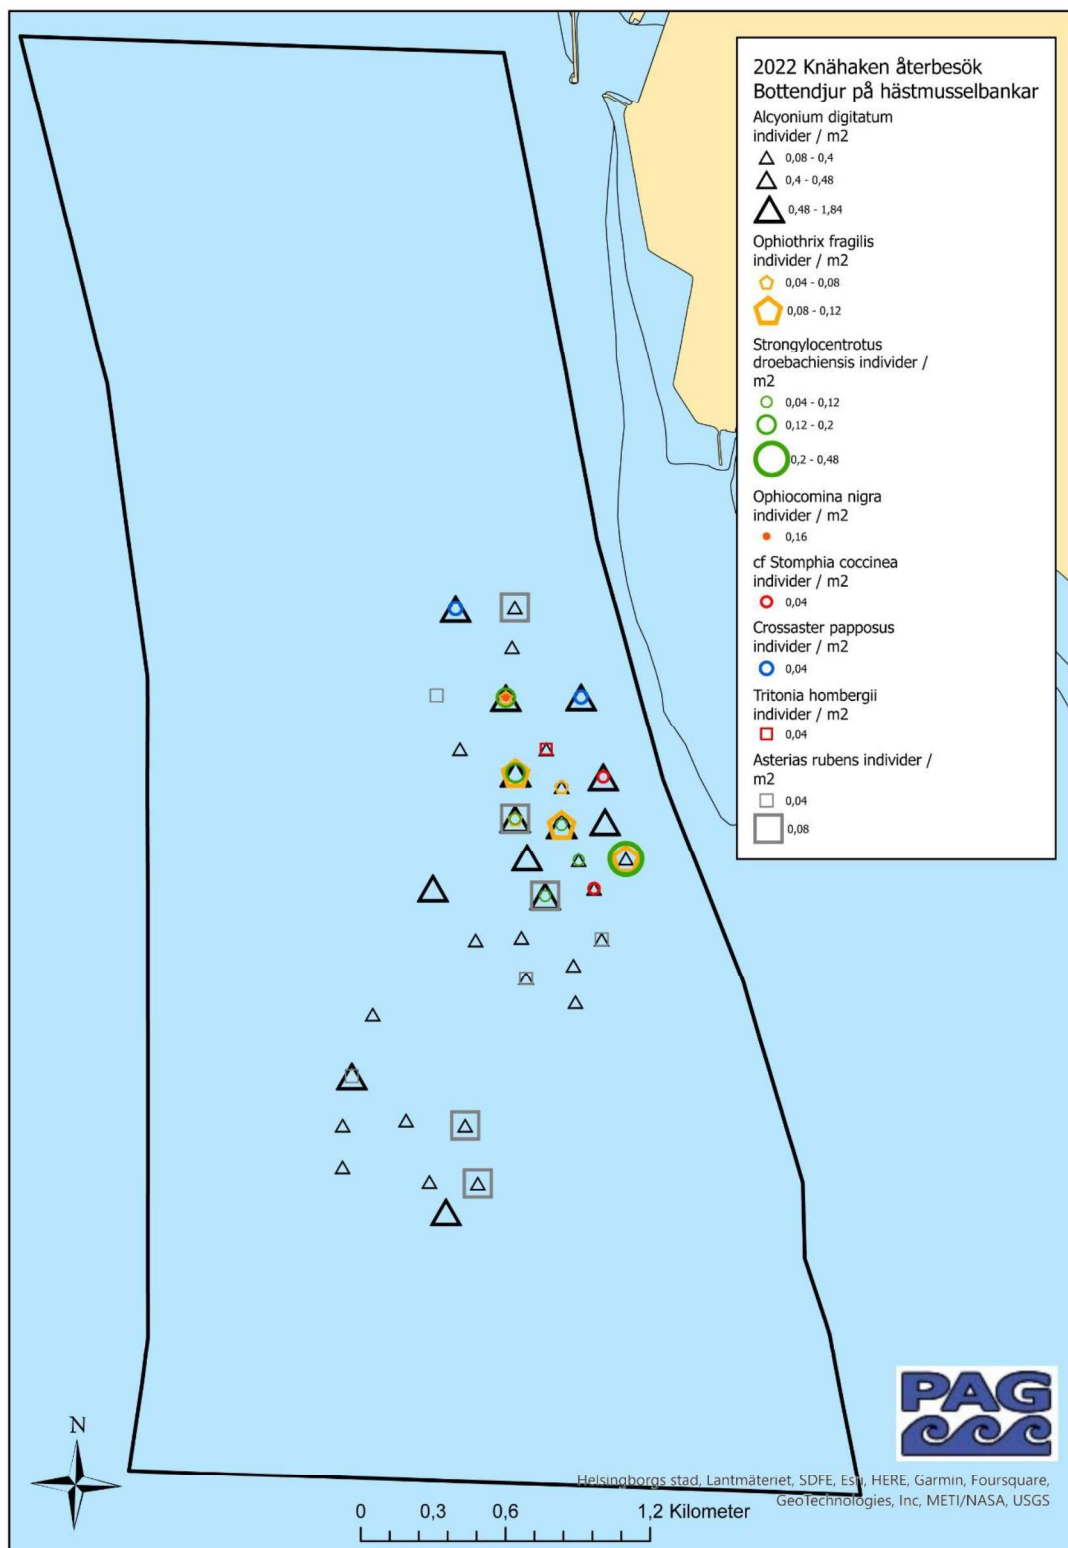 2022 Knähaken återbesök
Bottendjur på hästmusselbankar
Alcyonium digitatum
individer / m2
0,08 - 0,4
0,4 - 0,48
0,48 - 1,84
Ophiothrix fragilis
individer / m2
0,04 - 0,08
0,08 - 0,12
Strongylocentrotus
droebachiensis individer /
m2
0,04 - 0,12
0,12 - 0,2
0,2 - 0,48
Ophiocomina nigra
individer / m2
0,16
cf Stomphia coccinea
individer / m2
0,04
Crossaster papposus
individer / m2
0,04
Tritonia hombergii
individer / m2
0,04
Asterias rubens individer /
m2
0,04
0,08
PAG
N
Helsingborgs stad, Lantmäteriet, SDFE, Esri, HERE, Garmin, Foursquare,
GeoTechnologies, Inc, METI/NASA, USGS
0 0,3 0,6 1,2 Kilometer